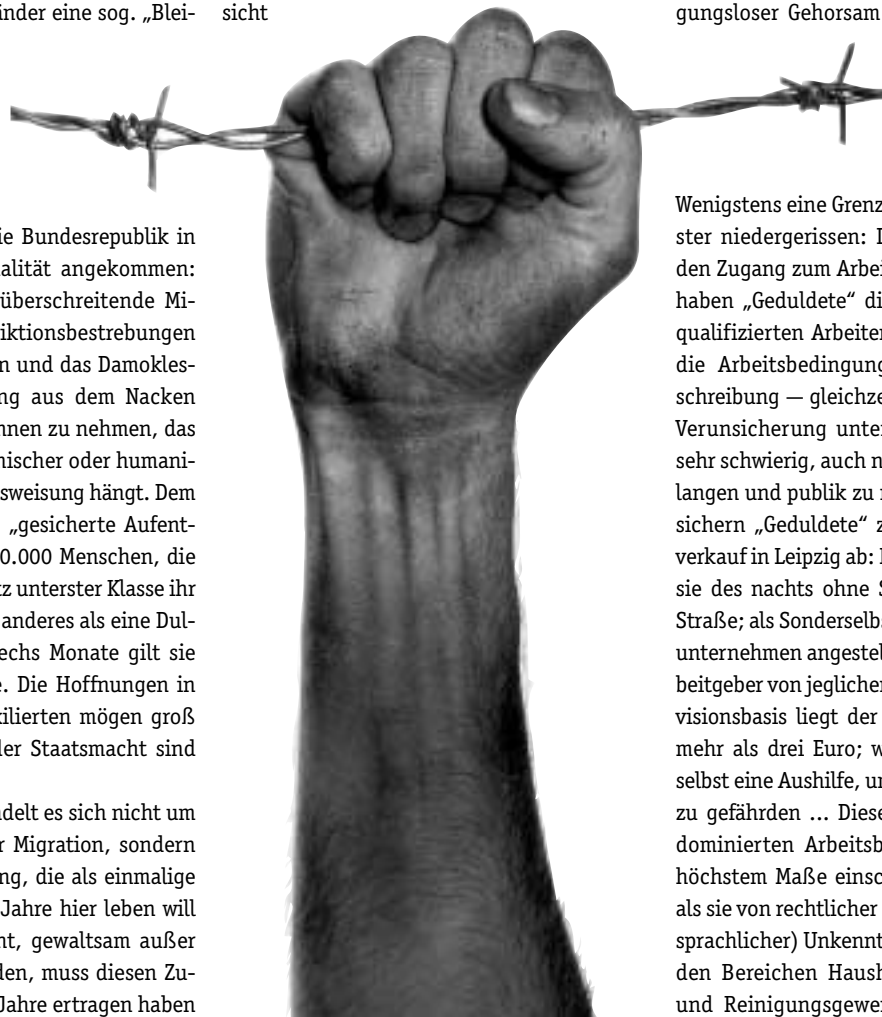 inder eine sog. „Blei-
sicht
ie Bundesrepublik in
alität angekommen:
überschreitende Mi-
iktionsbestrebungen
n und das Damokles-
ng aus dem Nacken
nnen zu nehmen, das
nischer oder humani-
sweisung hängt. Dem
„gesicherte Aufent-
0.000 Menschen, die
tz unterster Klasse ihr
anderes als eine Dul-
echs Monate gilt sie
e. Die Hoffnungen in
kilierten mögen groß
der Staatsmacht sind
delt es sich nicht um
r Migration, sondern
ng, die als einmalige
Jahre hier leben will
nt, gewaltsam außer
den, muss diesen Zu-
Jahre ertragen haben
gungsloser Gehorsam
Wenigstens eine Grenz
ster niedergerissen: I
den Zugang zum Arbei
haben „Geduldete“ di
qualifizierten Arbeiter
die Arbeitsbedingung
schreibung — gleichze
Verunsicherung unter
sehr schwierig, auch n
langen und publik zu r
sichern „Geduldete“ z
verkauf in Leipzig ab: I
sie des nachts ohne S
Straße; als Sonderselbs
unternehmen angestel
beitgeber von jegliche
visionsbasis liegt der
mehr als drei Euro; w
selbst eine Aushilfe, u
zu gefährden ... Diese
dominierten Arbeitsb
höchstem Maße einsc
als sie von rechtlicher
sprachlicher) Unkennt
den Bereichen Haush
und Reinigungsgewer